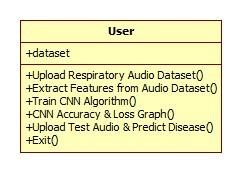 User
+dataset
+Upload Respiratory Audio Dataset()
+Extract Features from Audio Dataset()
+Train CNN Algorithm()
+CNN Accuracy & Loss Graph()
+Upload Test Audio & Predict Disease()
+Exit()